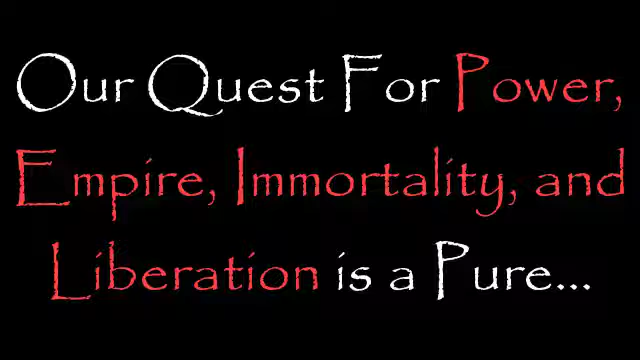 Our Quest For Power,
Empire, Immortality, and
Liberation is a Pure...